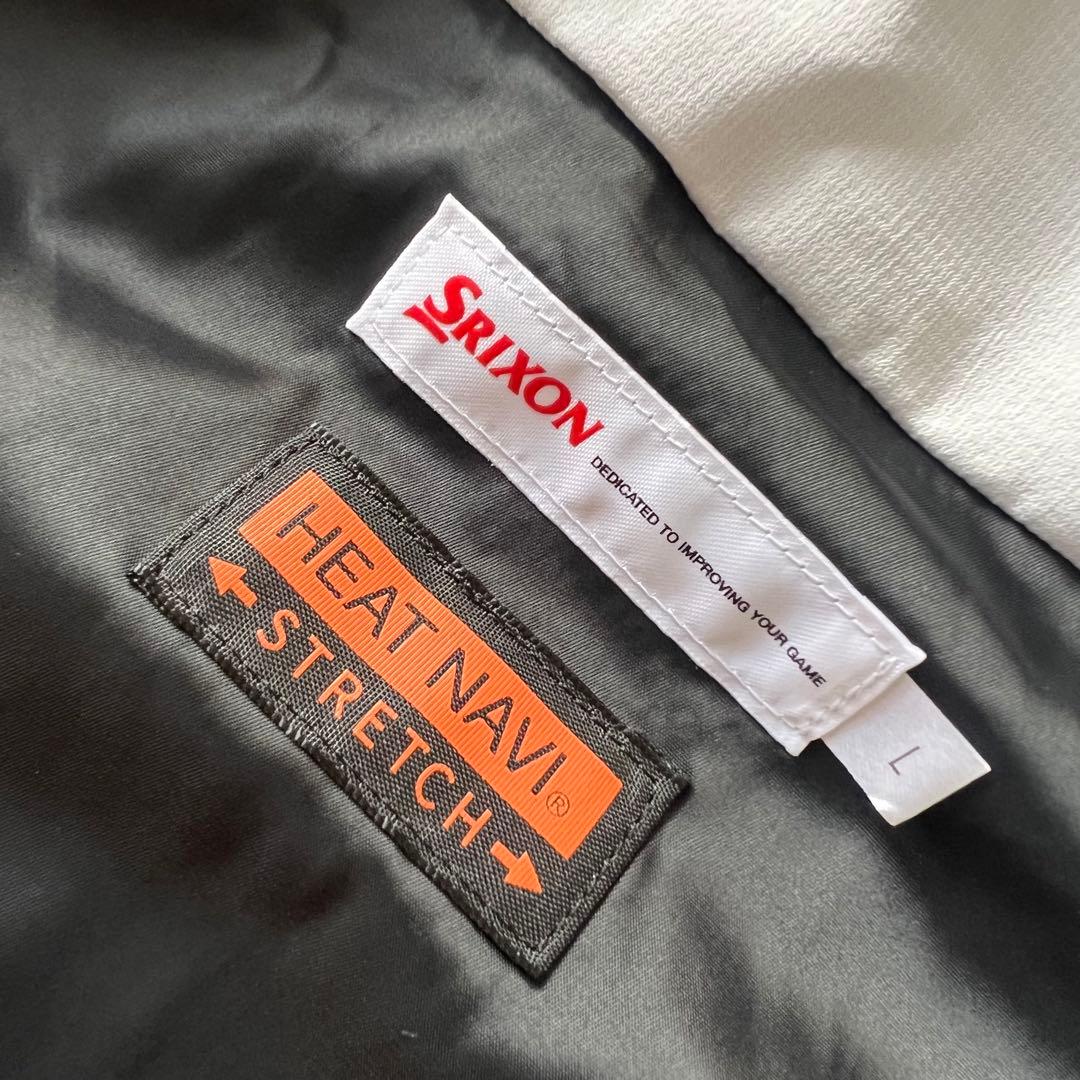 SRIXON
DEDICATED TO IMPROVING YOUR GAME
L
HEAT NAVI®
STRETCH